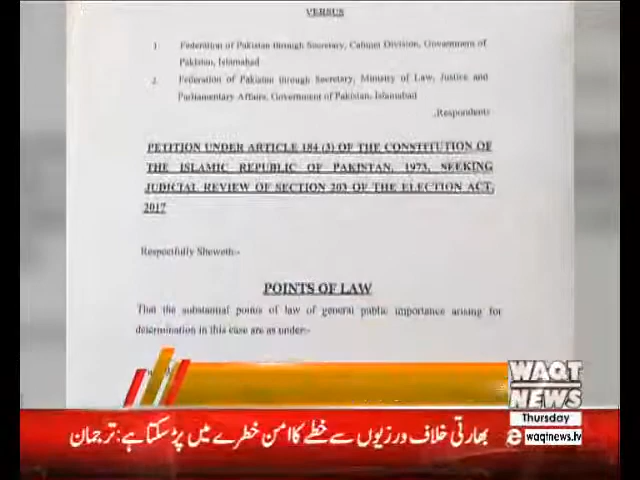 VERSUS
1. Federation of Pakistan through Secretary, Cabinet Division, Government of
Pakistan, Islamabad
2. Federation of Pakistan through Secretary, Ministry of Law, Justice and
Parliamentary Affairs, Government of Pakistan, Islamabad
.Respondents
PETITION UNDER ARTICLE 184 (3) OF THE CONSTITUTION OF
THE ISLAMIC REPUBLIC OF PAKISTAN, 1973, SEEKING
JUDICIAL REVIEW OF SECTION 203 OF THE ELECTION ACT,
2017
Respectfully Sheweth:-
POINTS OF LAW
That the substantial points of law of general public importance arising for
determination in this case are as under:-
WAQT
NEWS
Thursday
e waqtnews.tv
بھارتی خلاف ورزیوں سے خطے کا امن خطرے میں پڑ سکتا ہے: ترجمان